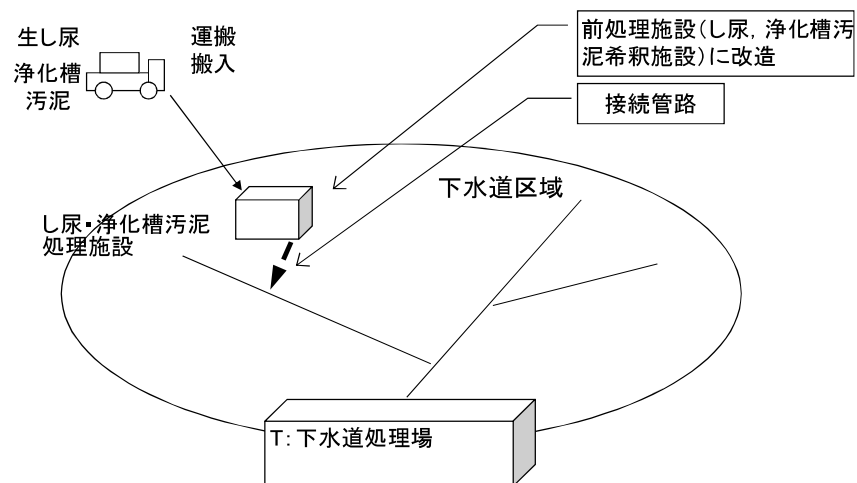 生し尿
浄化槽
汚泥
運搬
搬入
前処理施設(し尿,浄化槽汚
泥希釈施設)に改造
接続管路
下水道区域
し尿・浄化槽汚泥
処理施設
T:下水道処理場